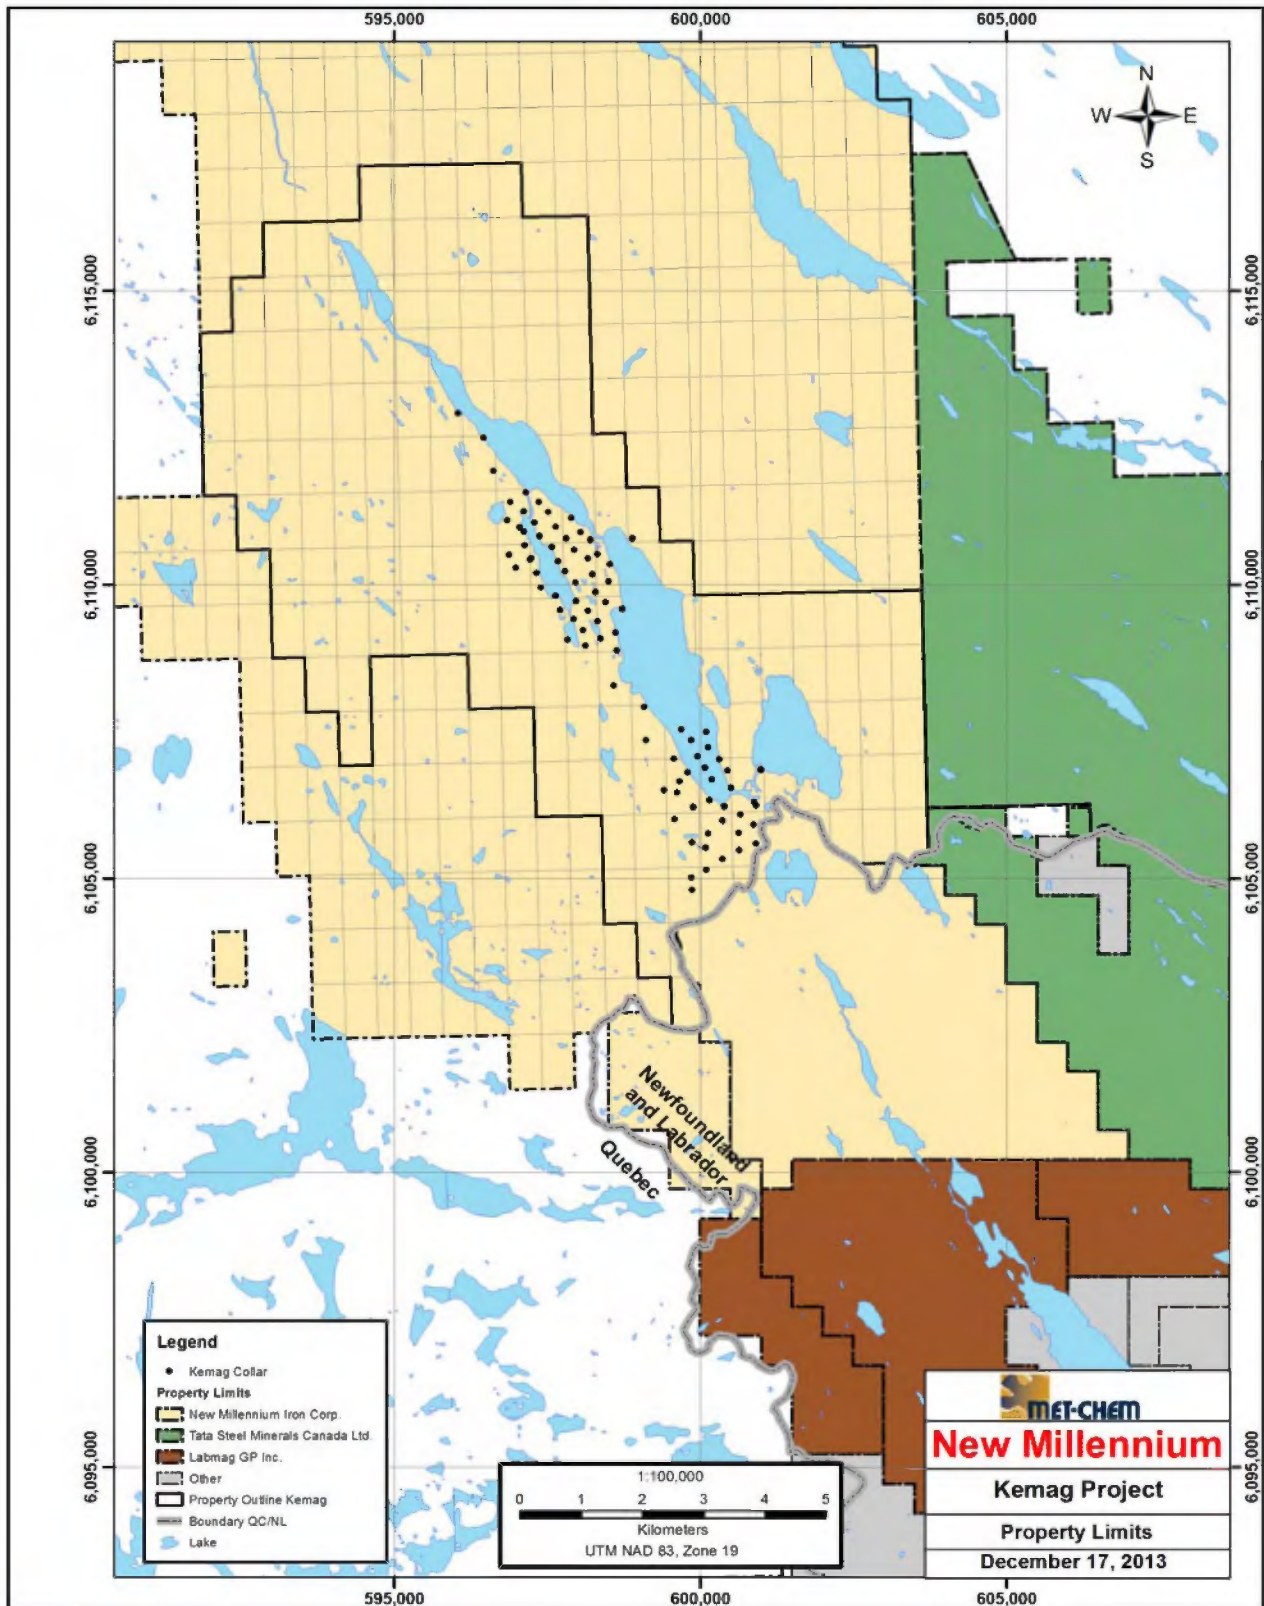 595,000
600,000
605,000
N
W
E
S
6,115,000
6,115,000
6,110,000
6,110,000
6,105,000
6,105,000
6,100,000
6,100,000
6,095,000
6,095,000
Newfoundland
and Labrador
Quebec
Legend
Kemag Collar
Property Limits
New Millennium Iron Corp.
Tata Steel Minerals Canada Ltd.
Labmag GP Inc.
Other
Property Outline Kemag
Boundary QC/NL
Lake
1:100,000
0 1 2 3 4 5
Kilometers
UTM NAD 83, Zone 19
MET-CHEM
New Millennium
Kemag Project
Property Limits
December 17, 2013
595,000
600,000
605,000